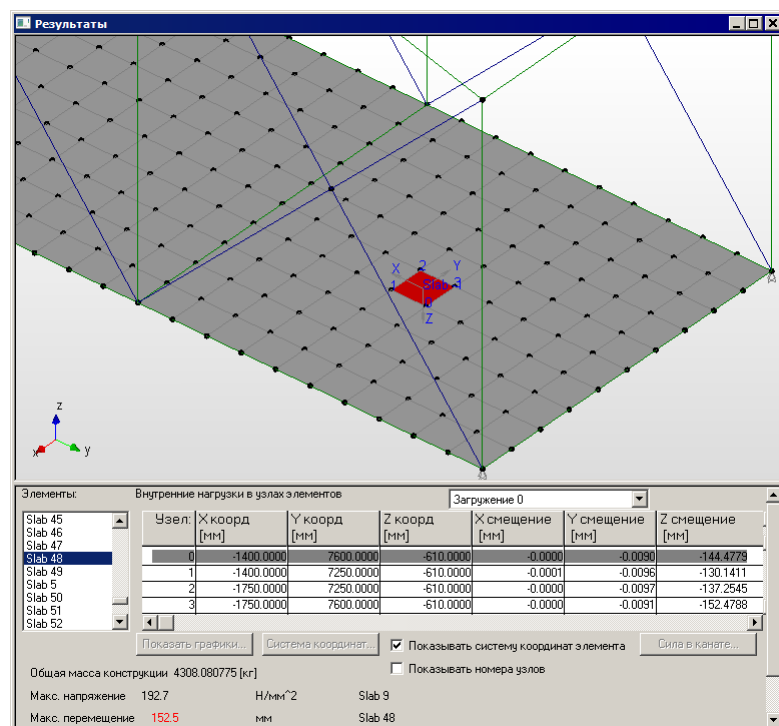 Результаты
X 2 Y
1 Slab 4 3
0
Z
z
x y
Элементы: Внутренние нагрузки в узлах элементов Загружение 0
Slab 45
Slab 46
Slab 47
Slab 48
Slab 49
Slab 5
Slab 50
Slab 51
Slab 52
Узел: X коорд [мм] Y коорд [мм] Z коорд [мм] X смещение [мм] Y смещение [мм] Z смещение [мм]
0 -1400.0000 7600.0000 -610.0000 -0.0000 -0.0090 -144.4779
1 -1400.0000 7250.0000 -610.0000 -0.0001 -0.0096 -130.1411
2 -1750.0000 7250.0000 -610.0000 -0.0000 -0.0097 -137.2545
3 -1750.0000 7600.0000 -610.0000 -0.0000 -0.0091 -152.4788
Показать графики... Система координат... Показывать систему координат элемента Сила в канате...
Показывать номера узлов
Общая масса конструкции 4308.080775 [кг]
Макс. напряжение 192.7 Н/мм^2 Slab 9
Макс. перемещение 152.5 мм Slab 48